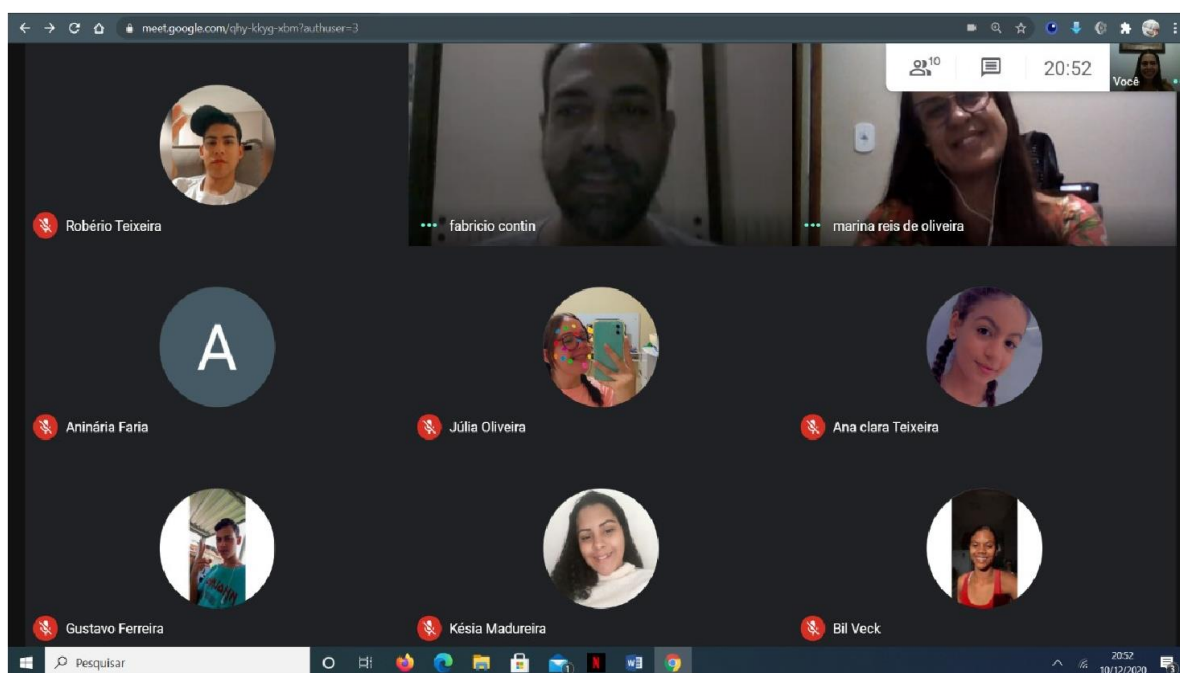 meet.google.com/qhy-kkyg-xbm?authuser=3
10
20:52
Você
Robério Teixeira
fabricio contin
marina reis de oliveira
A
Aninária Faria
Júlia Oliveira
Ana clara Teixeira
Gustavo Ferreira
Késia Madureira
Bil Veck
Pesquisar
1
N
W
20:52
10/12/2020
3